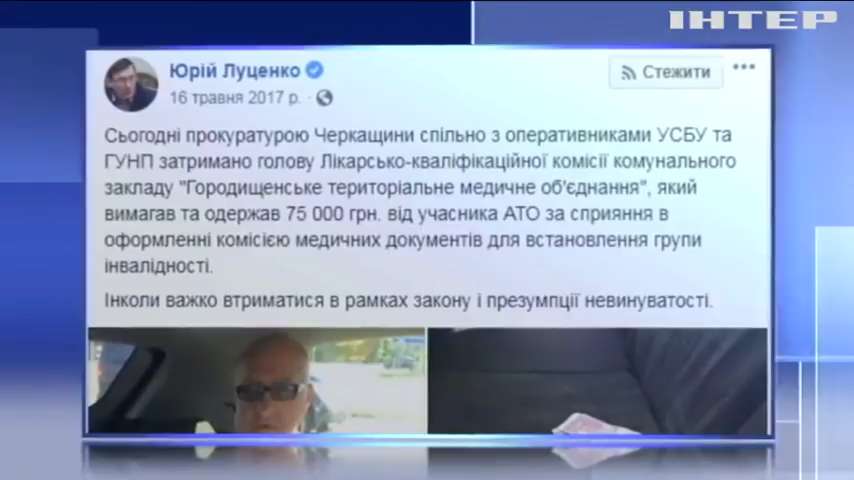 ІНТЕР
Юрій Луценко
Стежити
16 травня 2017 р. ·
Сьогодні прокуратурою Черкащини спільно з оперативниками УСБУ та
ГУНП затримано голову Лікарсько-кваліфікаційної комісії комунального
закладу "Городищенське територіальне медичне об'єднання", який
вимагав та одержав 75 000 грн. від учасника АТО за сприяння в
оформленні комісією медичних документів для встановлення групи
інвалідності.
Інколи важко втриматися в рамках закону і презумпції невинуватості.